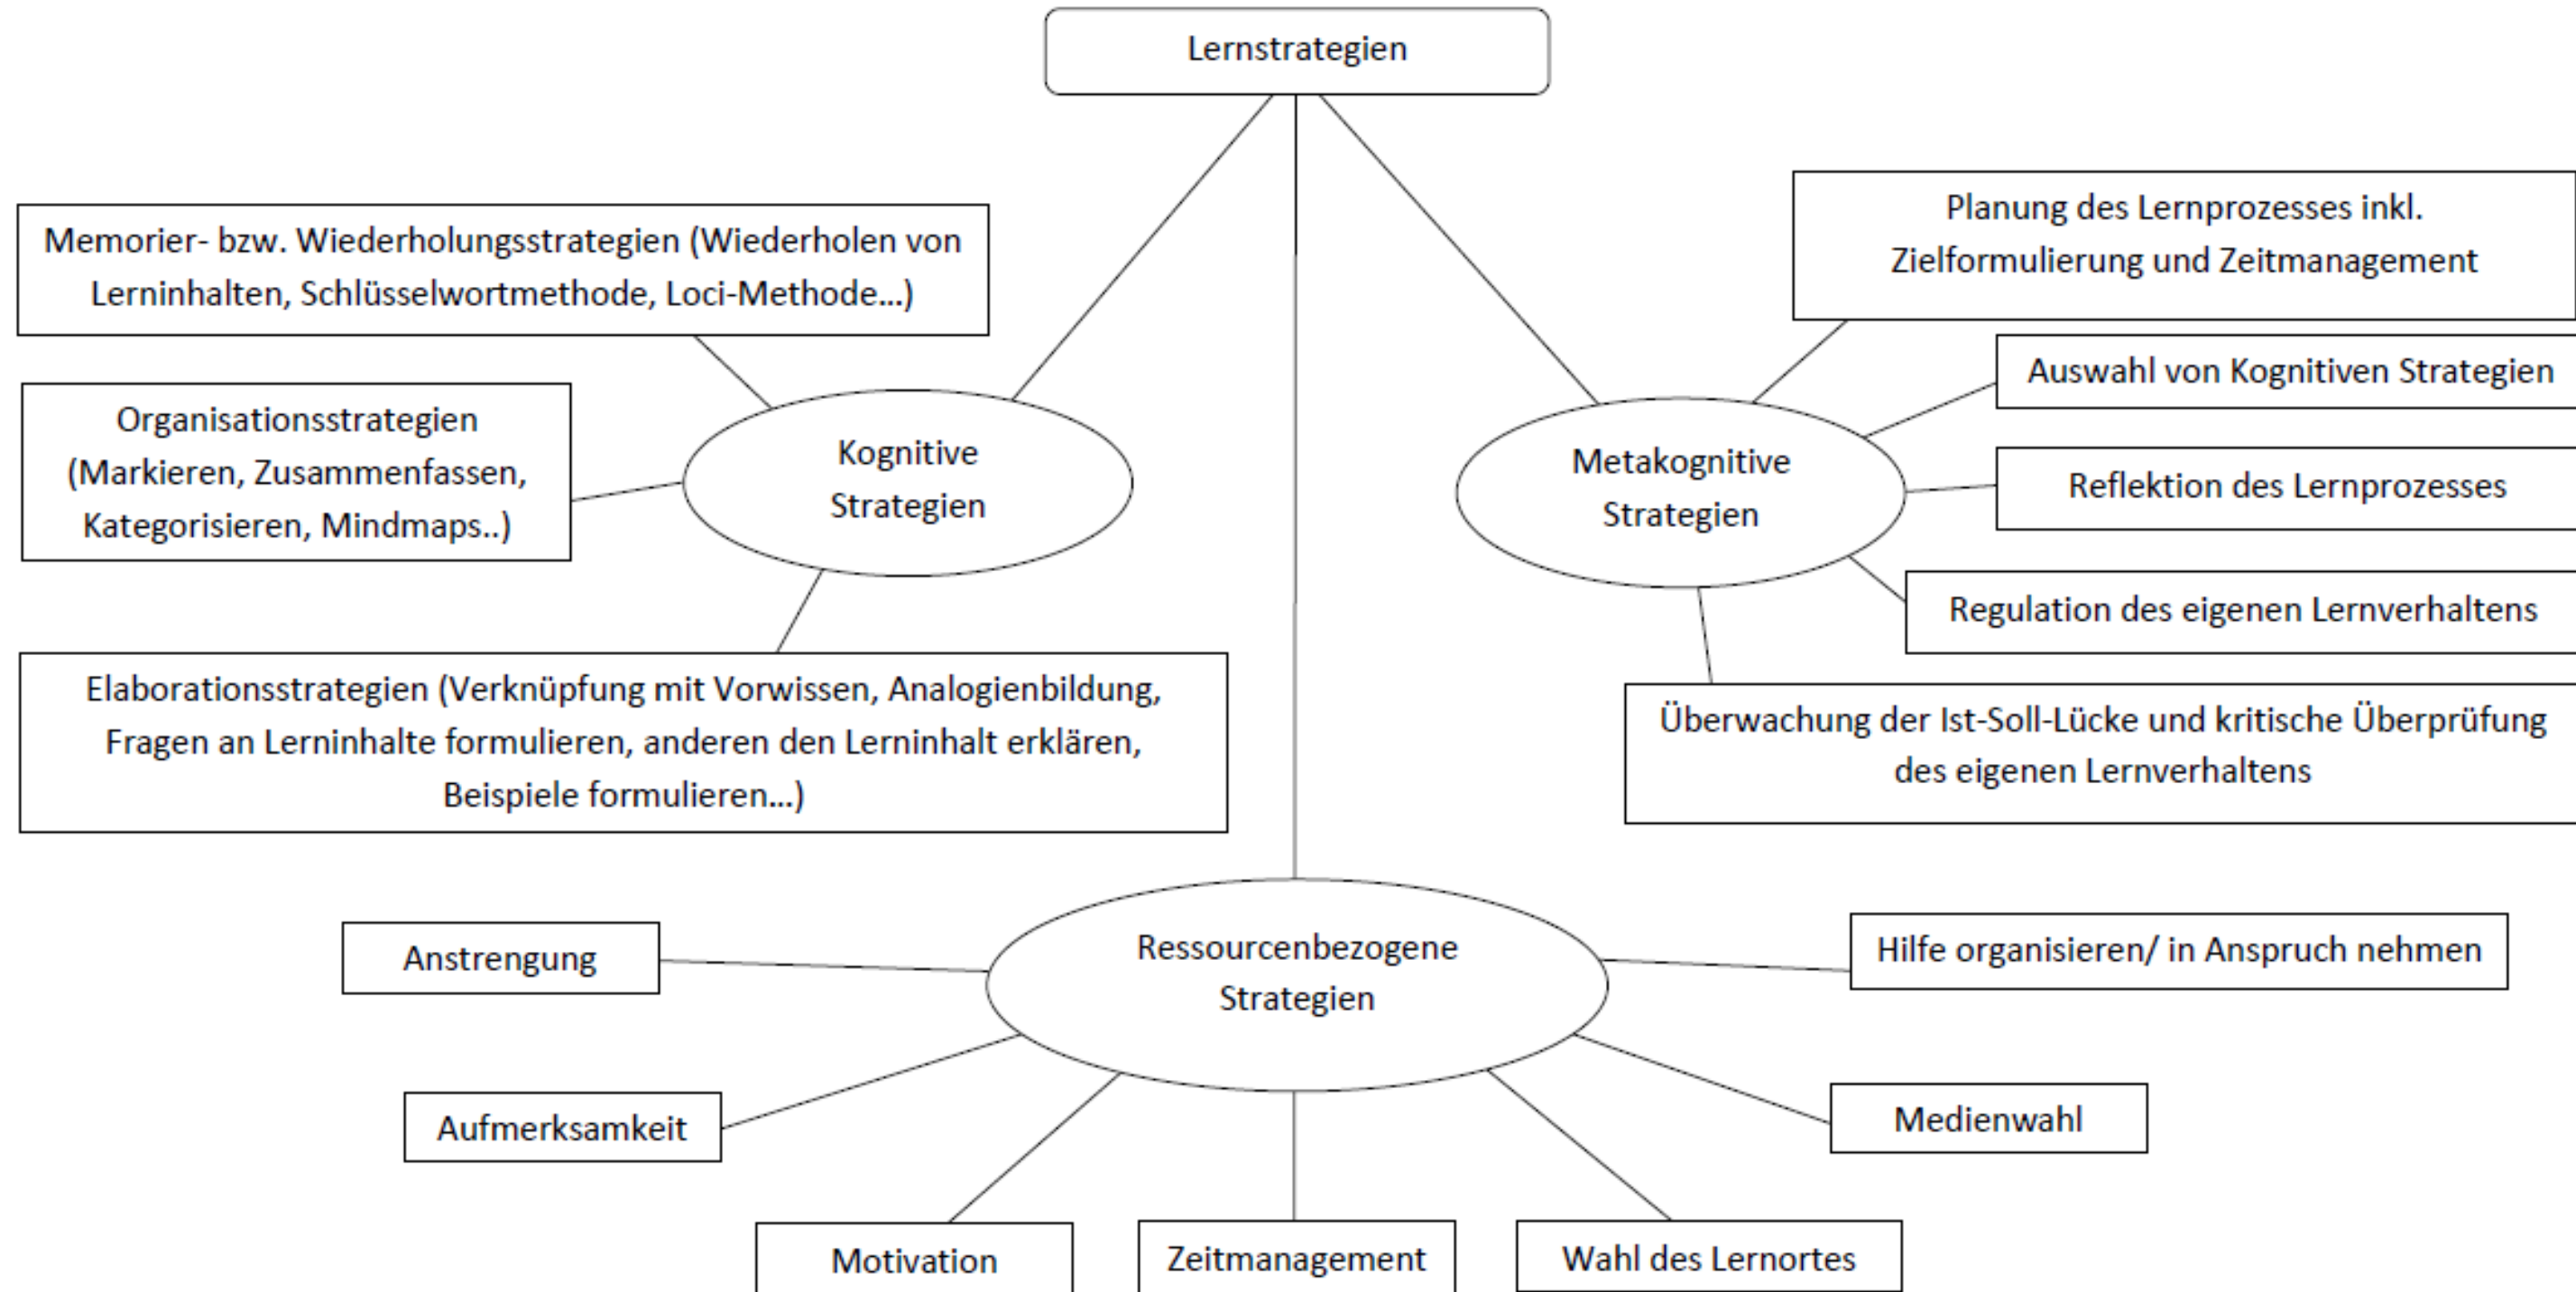 Lernstrategien
Memorier- bzw. Wiederholungsstrategien (Wiederholen von
Lerninhalten, Schlüsselwortmethode, Loci-Methode...)
Organisationsstrategien
(Markieren, Zusammenfassen,
Kategorisieren, Mindmaps..)
Kognitive
Strategien
Elaborationsstrategien (Verknüpfung mit Vorwissen, Analogienbildung,
Fragen an Lerninhalte formulieren, anderen den Lerninhalt erklären,
Beispiele formulieren...)
Planung des Lernprozesses inkl.
Zielformulierung und Zeitmanagement
Auswahl von Kognitiven Strategien
Metakognitive
Strategien
Reflektion des Lernprozesses
Regulation des eigenen Lernverhaltens
Überwachung der Ist-Soll-Lücke und kritische Überprüfung
des eigenen Lernverhaltens
Ressourcenbezogene
Strategien
Anstrengung
Hilfe organisieren/ in Anspruch nehmen
Aufmerksamkeit
Medienwahl
Motivation
Zeitmanagement
Wahl des Lernortes